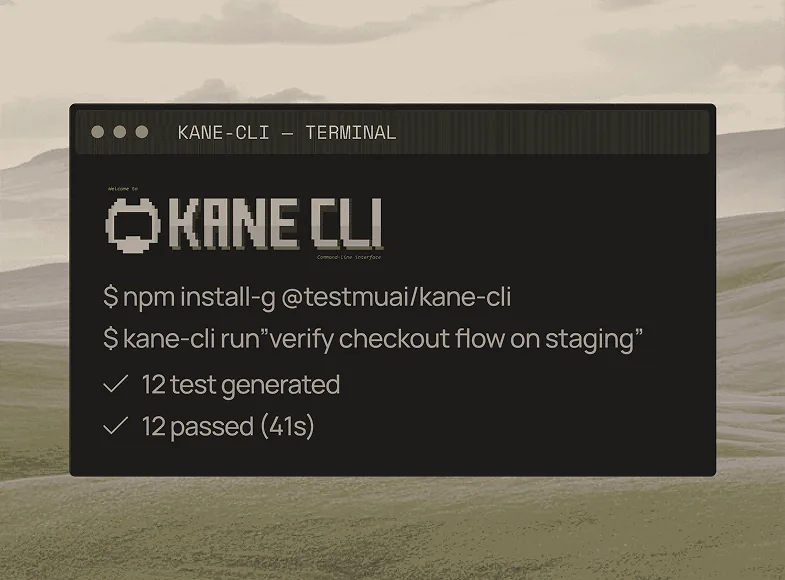 KANE-CLI — TERMINAL
Welcome to
KANE CLI
Command-line interface
$ npm install-g @testmuai/kane-cli
$ kane-cli run”verify checkout flow on staging”
✓ 12 test generated
✓ 12 passed (41s)